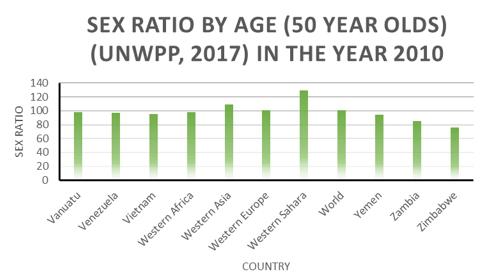 SEX RATIO BY AGE (50 YEAR OLDS)
(UNWPP, 2017) IN THE YEAR 2010
SEX RATIO
140
120
100
80
60
40
20
0
Vanuatu
Venezuela
Vietnam
Western Africa
Western Asia
Western Europe
Western Sahara
World
Yemen
Zambia
Zimbabwe
COUNTRY